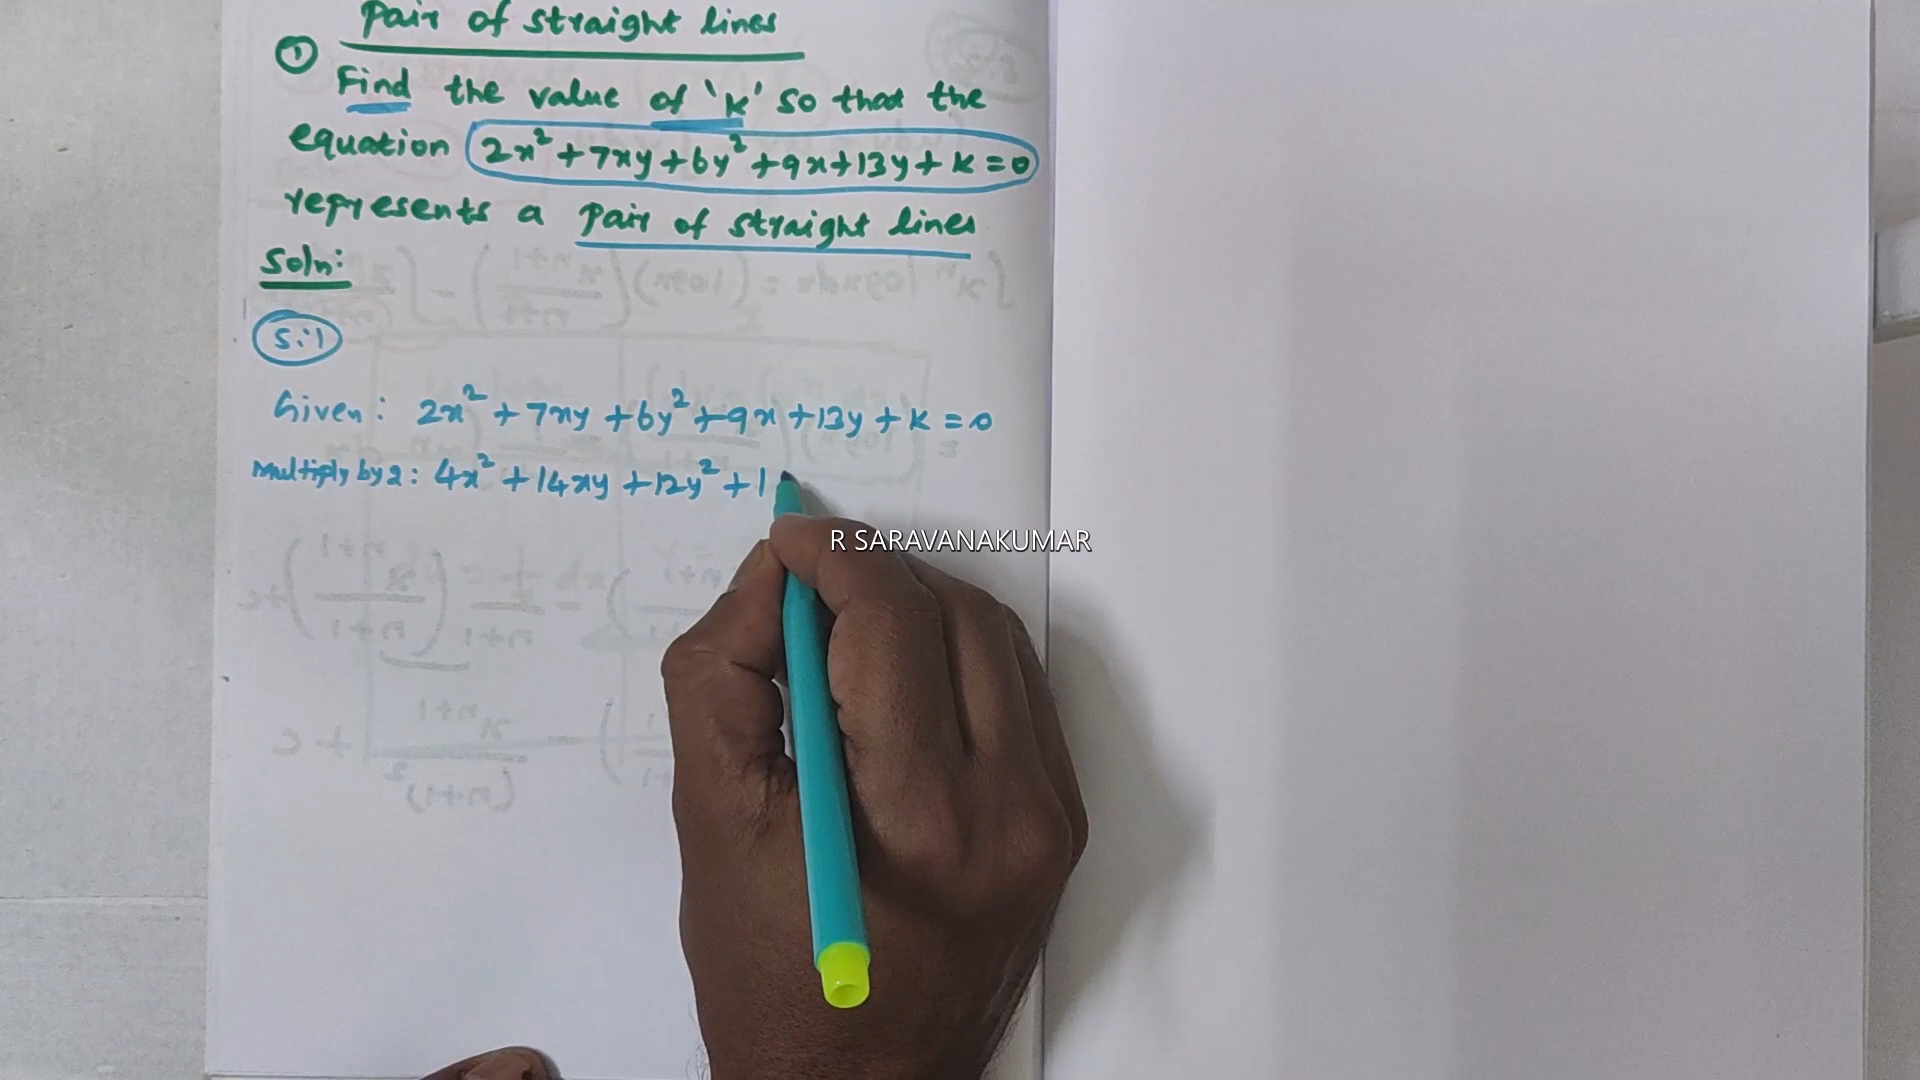 Pair of straight lines
① Find the value of 'K' so that the
equation 2x² + 7xy + 6y² + 9x + 13y + K = 0
represents a pair of straight lines
Soln:
S:1
Given: 2x² + 7xy + 6y² + 9x + 13y + K = 0
Multiply by 2: 4x² + 14xy + 12y² + 1
R SARAVANAKUMAR